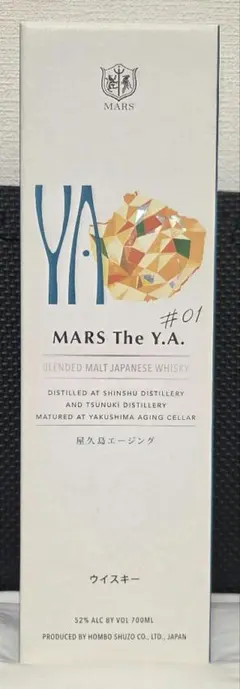 MARS
YA
#01
MARS The Y.A.
BLENDED MALT JAPANESE WHISKY
DISTILLED AT SHINSHU DISTILLERY
AND TSUNUKI DISTILLERY
MATURED AT YAKUSHIMA AGING CELLAR
屋久島エージング
ウイスキー
52% ALC BY VOL 700ML
PRODUCED BY HOMBO SHUZO CO., LTD., JAPAN